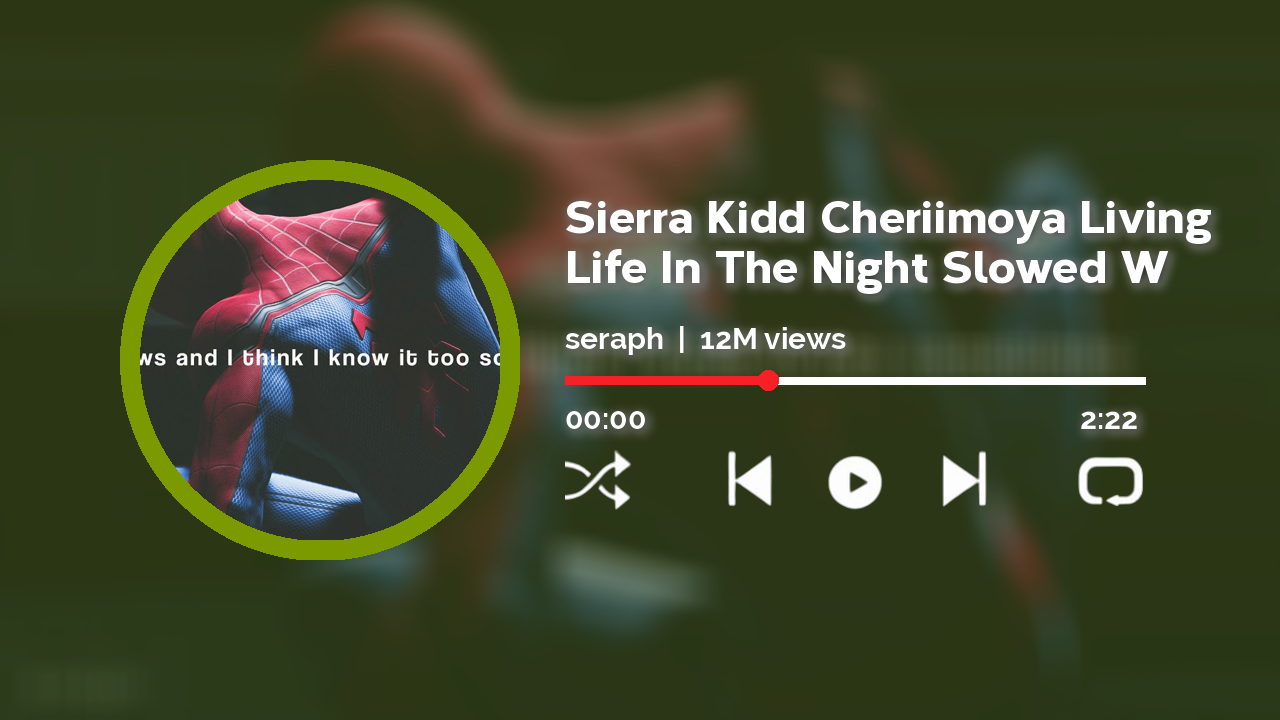 Sierra Kidd Cheriimoya Living
Life In The Night Slowed W
ws and I think I know it too so
seraph | 12M views
00:00 2:22